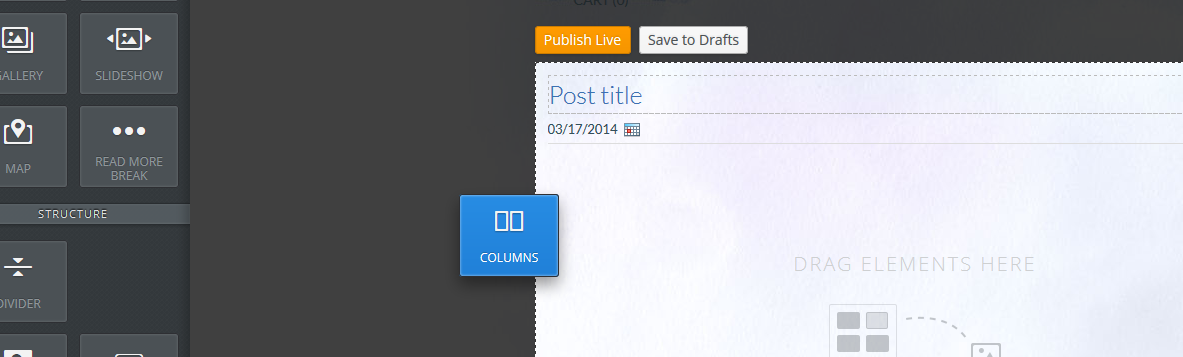 CART (0)
Publish Live
Save to Drafts
GALLERY
SLIDESHOW
Post title
03/17/2014
MAP
READ MORE
BREAK
STRUCTURE
COLUMNS
DRAG ELEMENTS HERE
DIVIDER